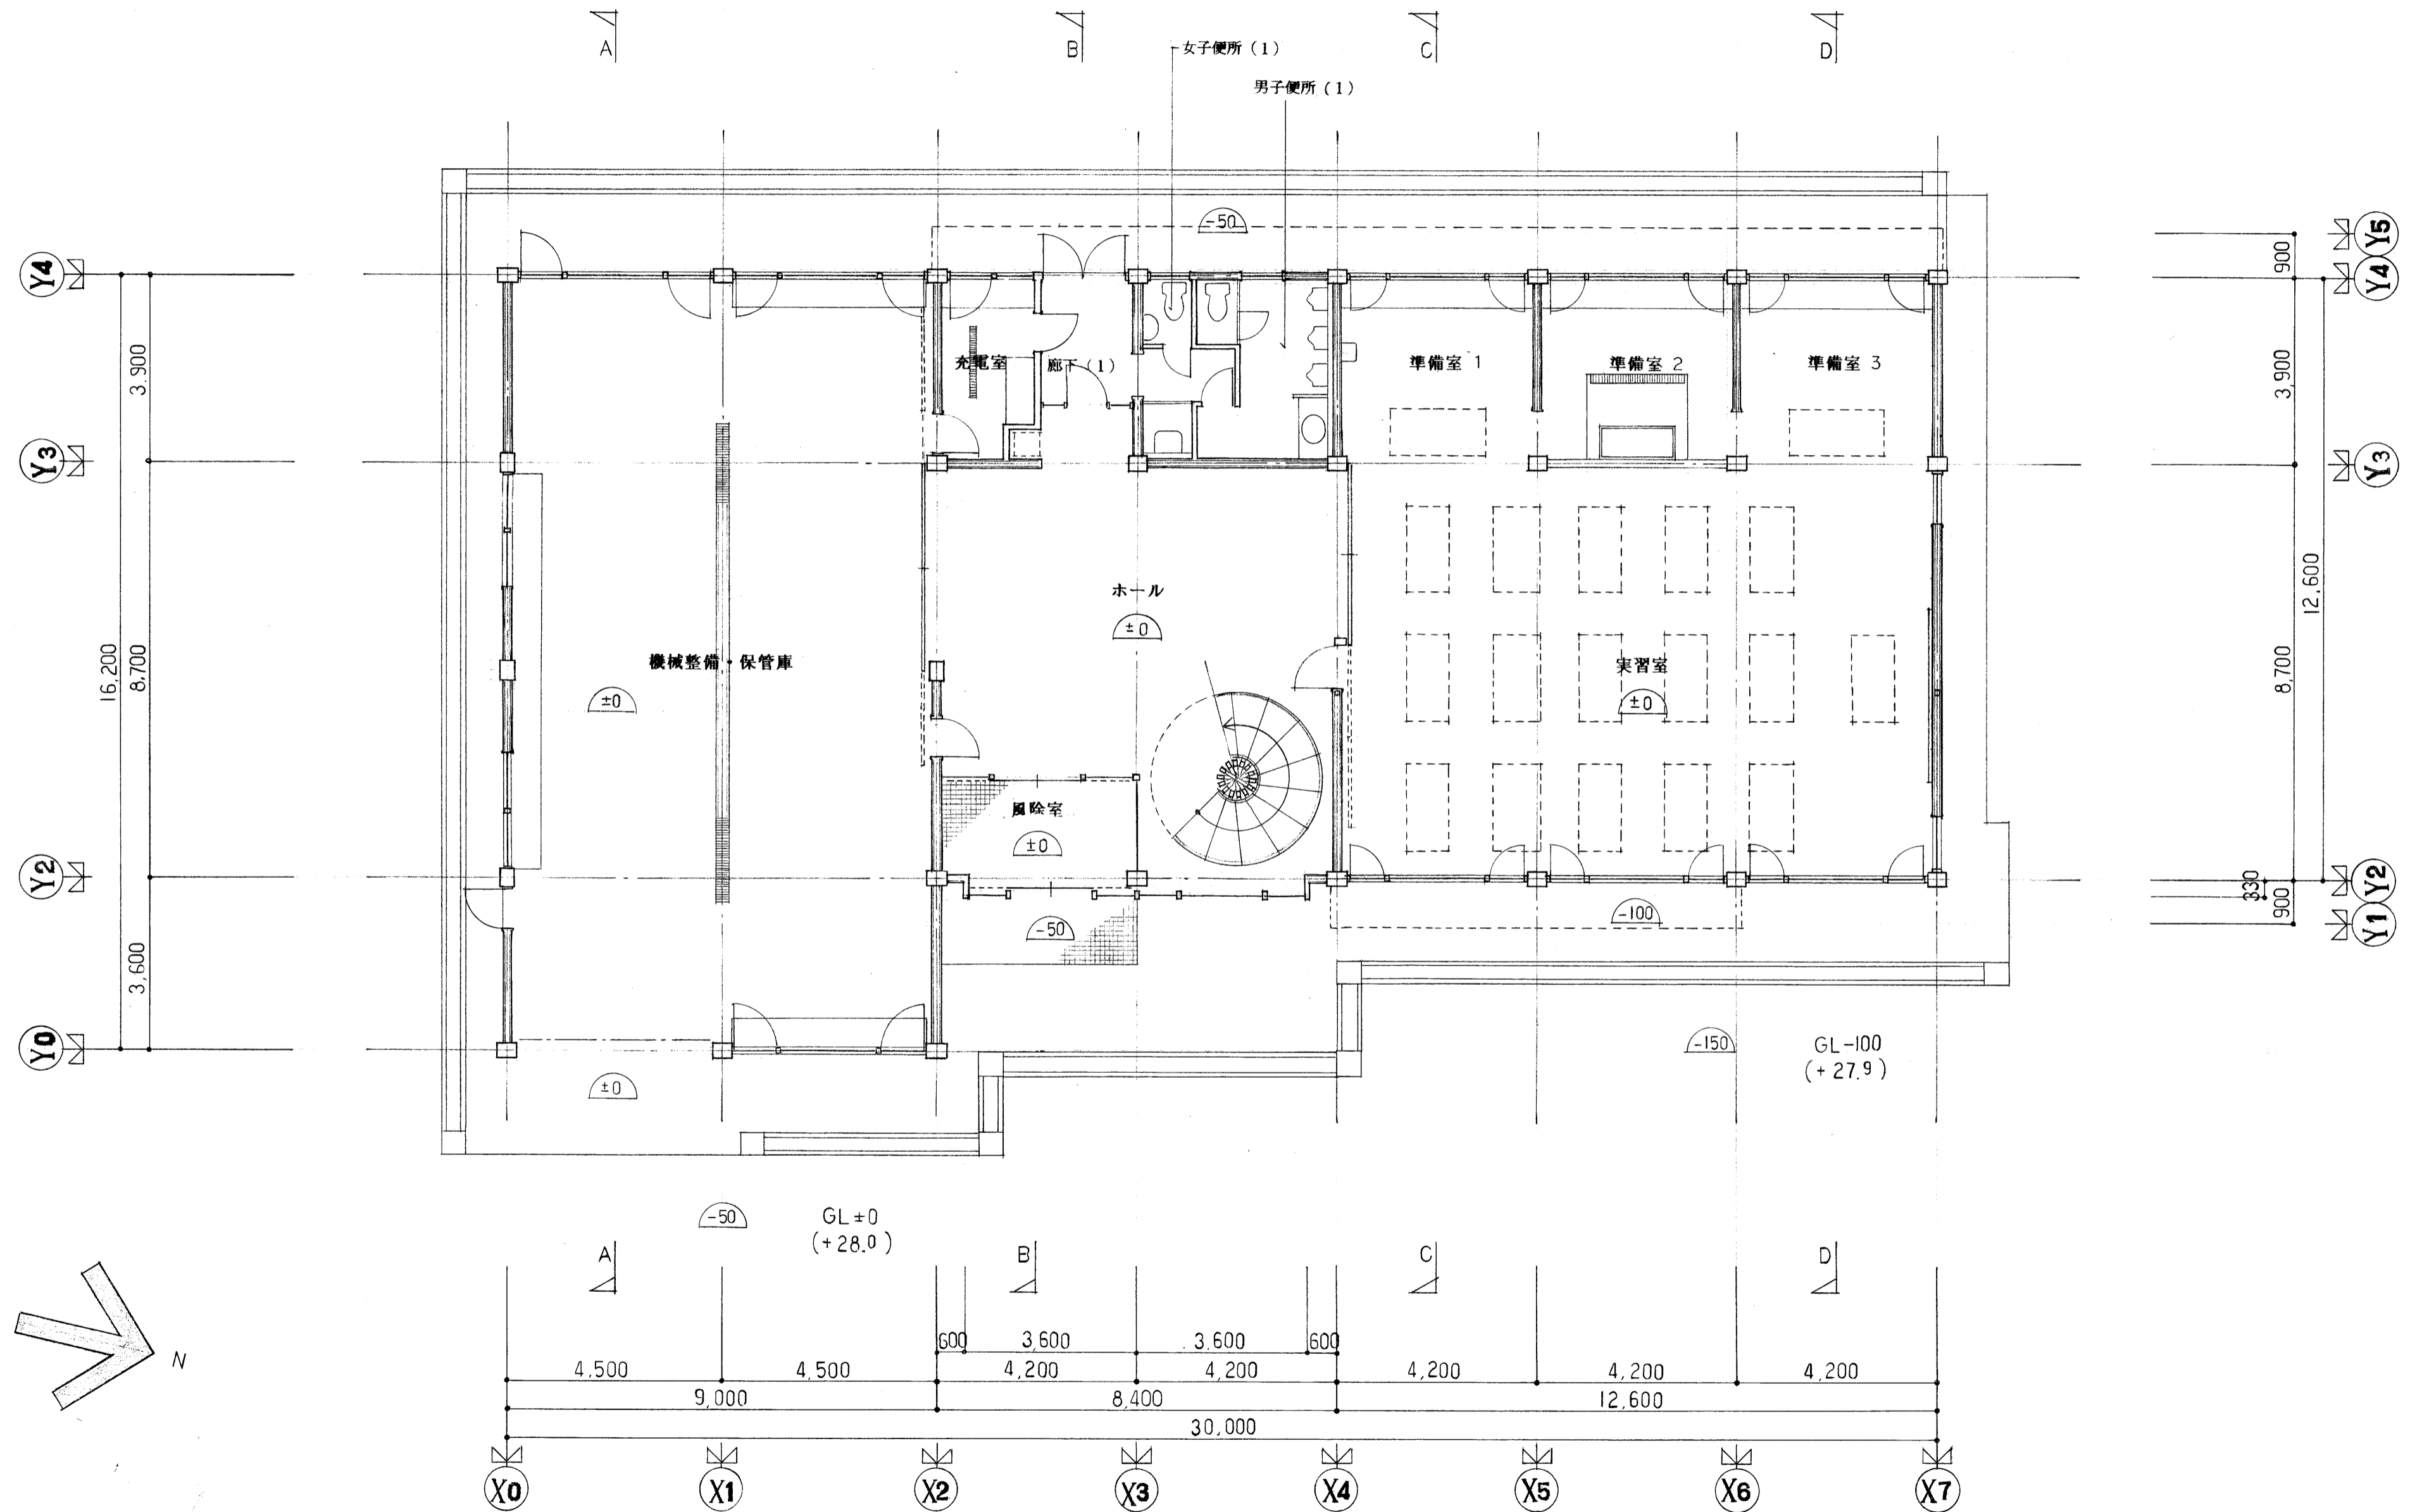 A
B
C
D
女子便所（1）
男子便所（1）
-50
Y4
Y5
Y4
900
3.900
3,900
充電室
廊下（1）
準備室 1
準備室 2
準備室 3
Y3
Y3
12,600
ホール
±0
16,200
8,700
機械整備・保管庫
±0
実習室
±0
8,700
風除室
±0
Y2
Y2
330
900
Y1
-50
-100
3,600
Y0
±0
-150
GL-100
(+27.9)
-50
GL±0
(+28.0)
A
B
C
D
N
600
3,600
3,600
600
4,500
4,500
4,200
4,200
4,200
4,200
4,200
9,000
8,400
12,600
30,000
X0
X1
X2
X3
X4
X5
X6
X7